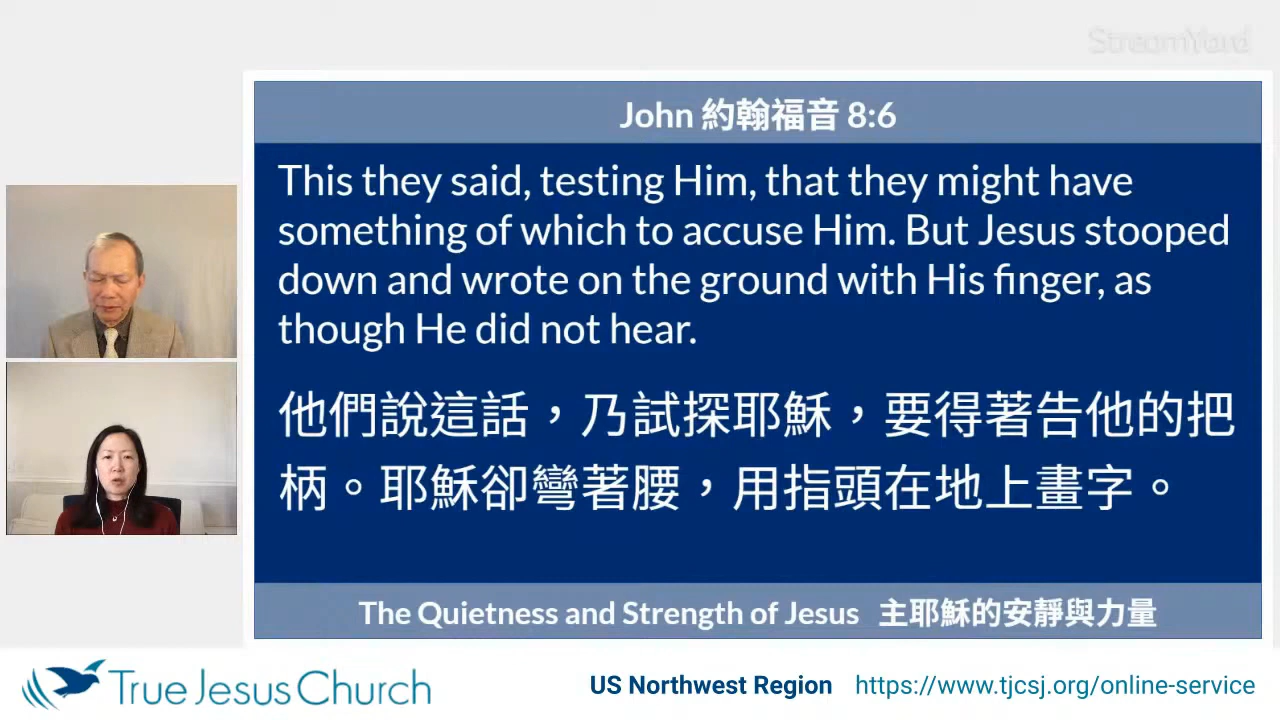 StreamYard
John 約翰福音 8:6
This they said, testing Him, that they might have
something of which to accuse Him. But Jesus stooped
down and wrote on the ground with His finger, as
though He did not hear.
他們說這話，乃試探耶穌，要得著告他的把
柄。耶穌卻彎著腰，用指頭在地上畫字。
The Quietness and Strength of Jesus 主耶穌的安靜與力量
True Jesus Church
US Northwest Region https://www.tjcsj.org/online-service